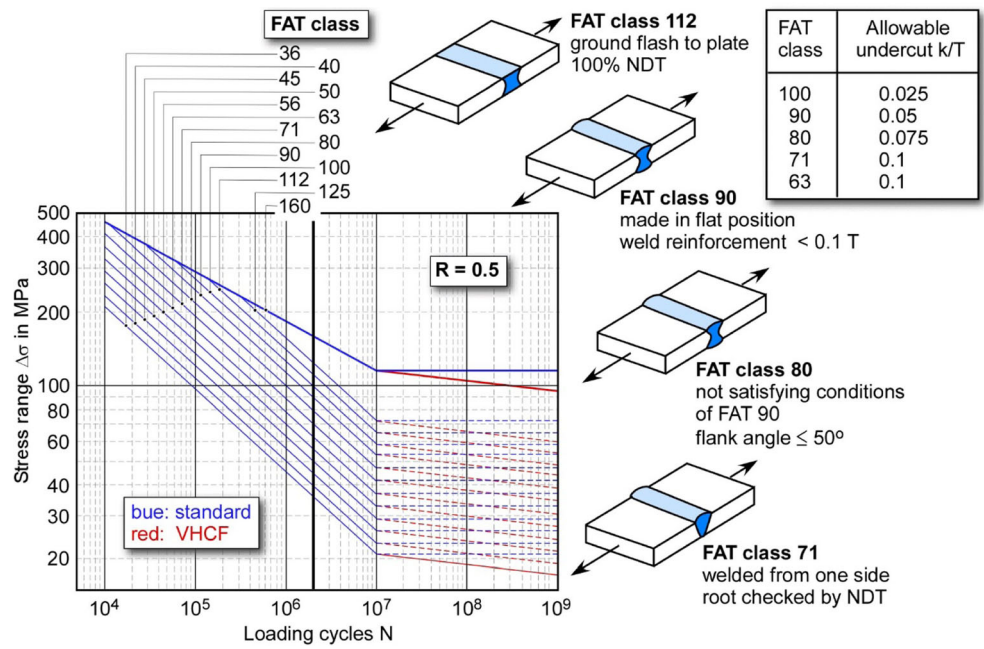 FAT class
36
40
45
50
56
63
71
80
90
100
112
125
160
500
400
300
200
100
80
60
40
30
20
Stress range Δσ in MPa
R = 0.5
bue: standard
red: VHCF
10⁴ 10⁵ 10⁶ 10⁷ 10⁸ 10⁹
Loading cycles N
FAT class 112
ground flash to plate
100% NDT
FAT class 90
made in flat position
weld reinforcement < 0.1 T
FAT class 80
not satisfying conditions
of FAT 90
flank angle ≤ 50º
FAT class 71
welded from one side
root checked by NDT
FAT Allowable
class undercut k/T
100 0.025
90 0.05
80 0.075
71 0.1
63 0.1